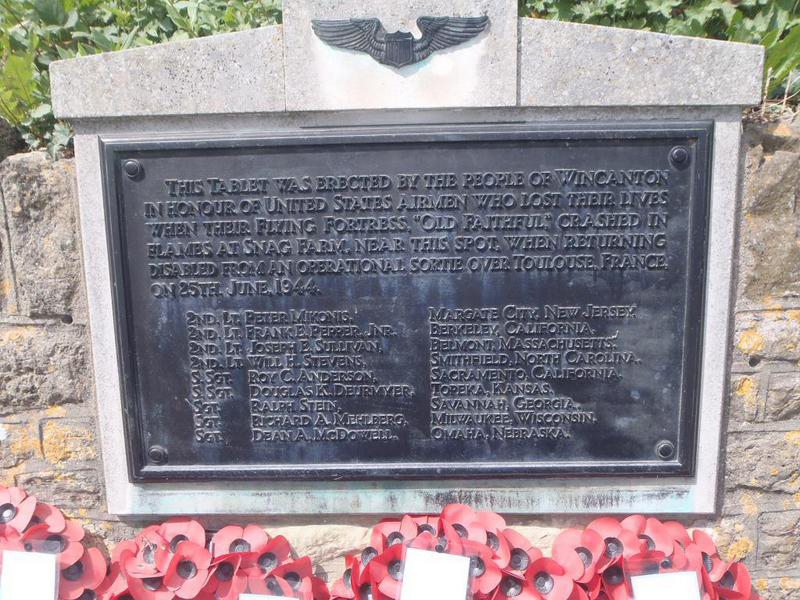 THIS TABLET WAS ERECTED BY THE PEOPLE OF WINCANTON
IN HONOUR OF UNITED STATES AIRMEN WHO LOST THEIR LIVES
WHEN THEIR FLYING FORTRESS, "OLD FAITHFUL" CRASHED IN
FLAMES AT SNAG FARM, NEAR THIS SPOT, WHEN RETURNING
DISABLED FROM AN OPERATIONAL SORTIE OVER TOULOUSE, FRANCE,
ON 25TH. JUNE, 1944.
2ND. LT. PETER MIKONIS, MARGATE CITY, NEW JERSEY.
2ND. LT. FRANK E. PEPPER, JNR. BERKELEY, CALIFORNIA.
2ND. LT. JOSEPH E. SULLIVAN, BELMONT, MASSACHUSETTS.
2ND. LT. WILL H. STEVENS, SMITHFIELD, NORTH CAROLINA.
S. SGT. ROY C. ANDERSON, SACRAMENTO, CALIFORNIA.
S. SGT. DOUGLAS K. DEURMYER, TOPEKA, KANSAS.
SGT. RALPH STEIN, SAVANNAH, GEORGIA.
SGT. RICHARD A. MEHLBERG, MILWAUKEE, WISCONSIN.
SGT. DEAN A. MCDOWELL, OMAHA, NEBRASKA.